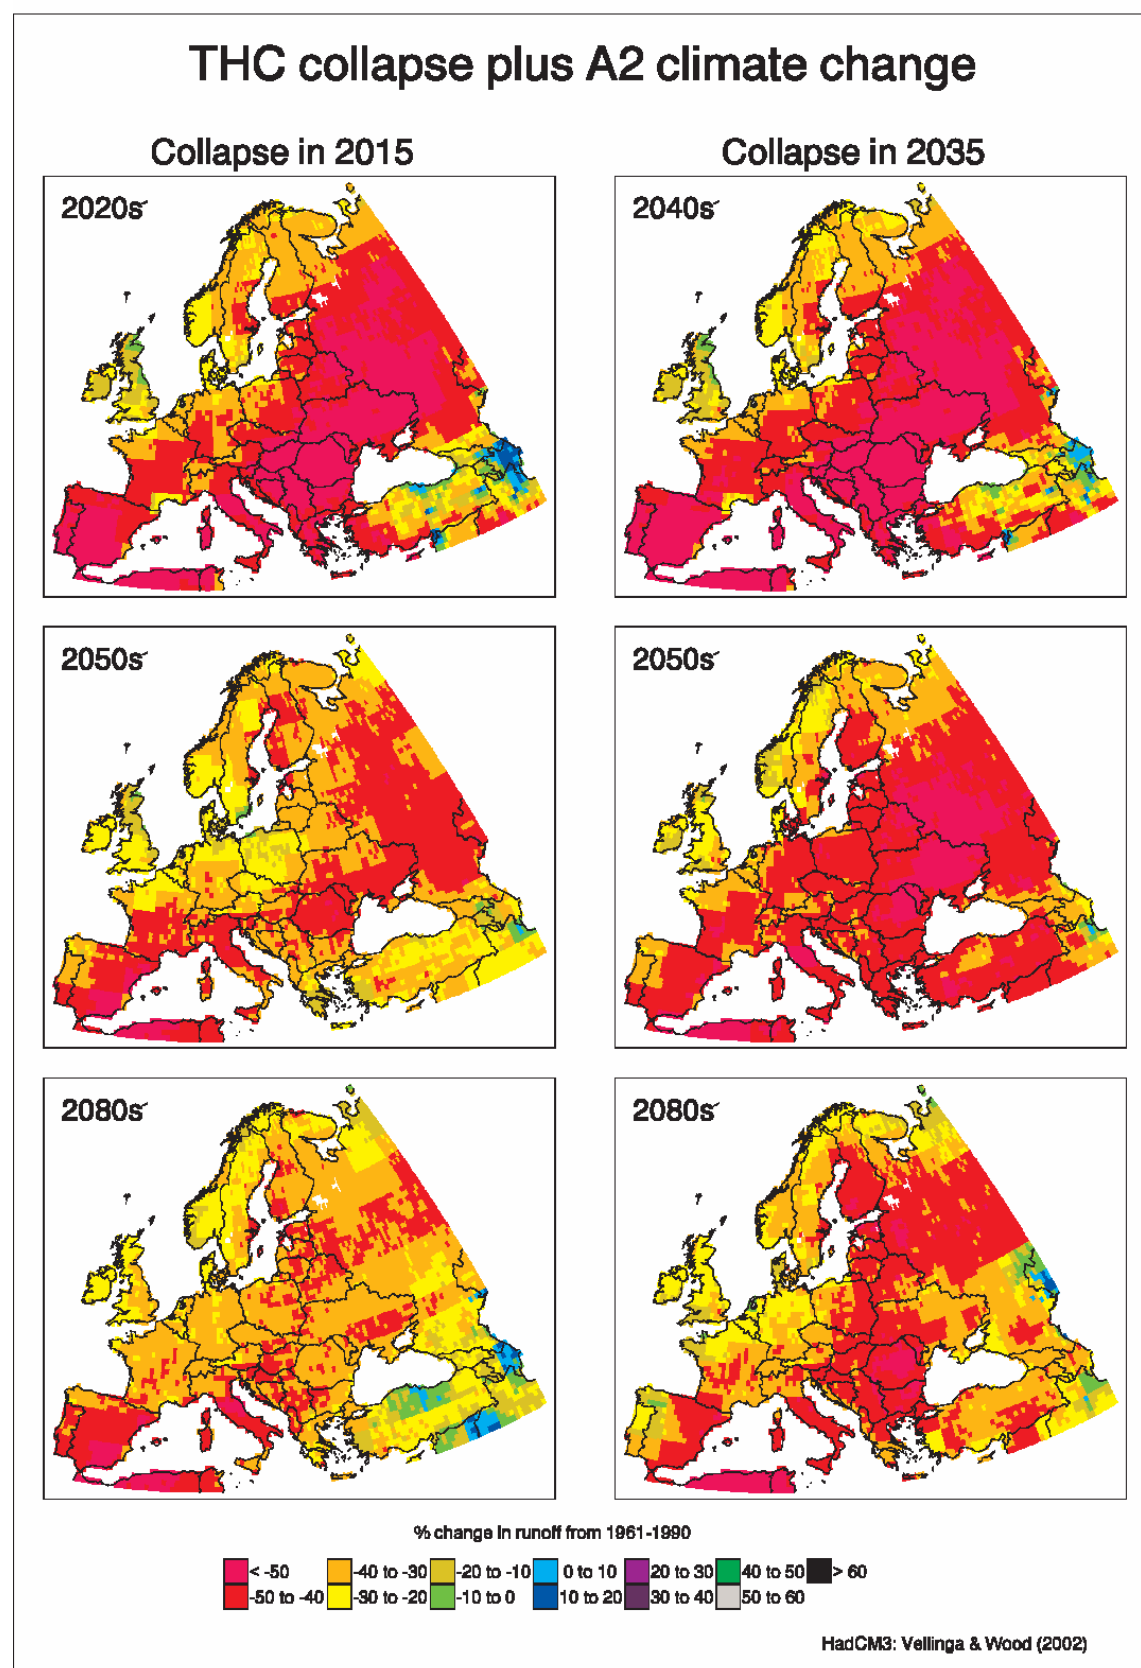 THC collapse plus A2 climate change
Collapse in 2015
Collapse in 2035
2020s
2040s
2050s
2050s
2080s
2080s
% change in runoff from 1961-1990
< -50
-40 to -30
-20 to -10
0 to 10
20 to 30
40 to 50
> 60
-50 to -40
-30 to -20
-10 to 0
10 to 20
30 to 40
50 to 60
HadCM3: Vellinga & Wood (2002)